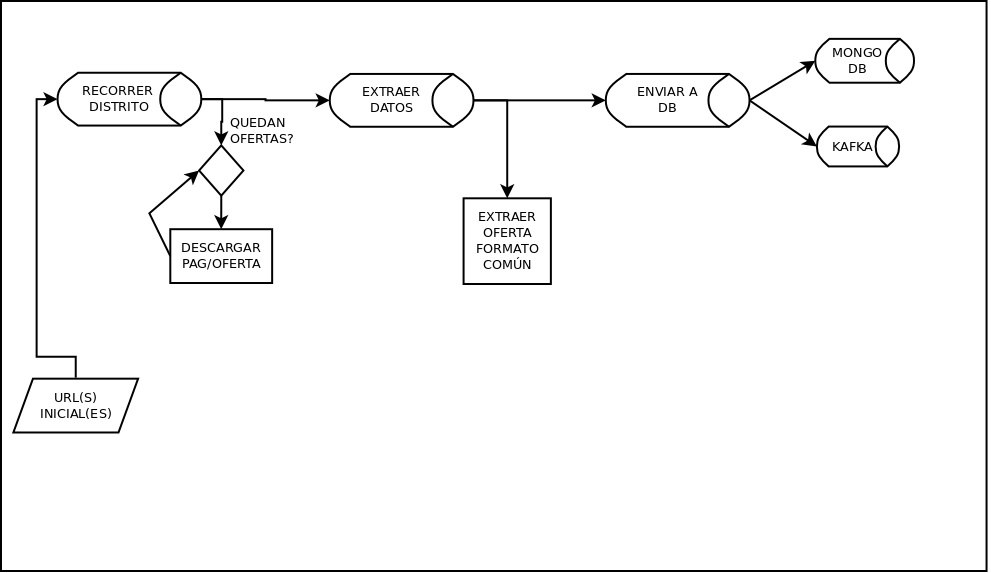 RECORRER
DISTRITO
QUEDAN
OFERTAS?
DESCARGAR
PAG/OFERTA
URL(S)
INICIAL(ES)
EXTRAER
DATOS
EXTRAER
OFERTA
FORMATO
COMÚN
ENVIAR A
DB
MONGO
DB
KAFKA